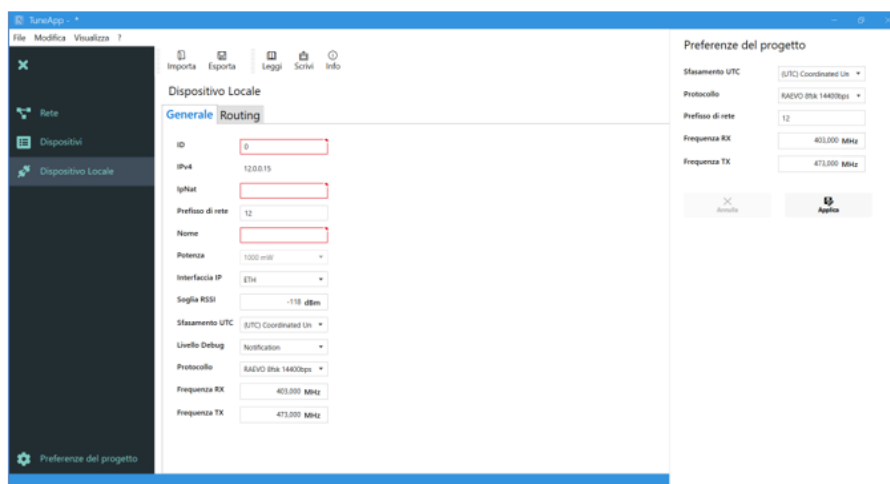 TuneApp - *
File Modifica Visualizza ?
Importa Esporta Leggi Scrivi Info
Rete
Dispositivi
Dispositivo Locale
Preferenze del progetto
Dispositivo Locale
Generale Routing
ID 0
IPv4 12.0.0.15
IpNat
Prefisso di rete 12
Nome
Potenza 1000 mW
Interfaccia IP ETH
Soglia RSSI -118 dBm
Sfasamento UTC (UTC) Coordinated Un
Livello Debug Notification
Protocollo RAEVO 8fsk 14400bps
Frequenza RX 403,000 MHz
Frequenza TX 473,000 MHz
Preferenze del progetto
Sfasamento UTC (UTC) Coordinated Un
Protocollo RAEVO 8fsk 14400bps
Prefisso di rete 12
Frequenza RX 403,000 MHz
Frequenza TX 473,000 MHz
Annulla Applica